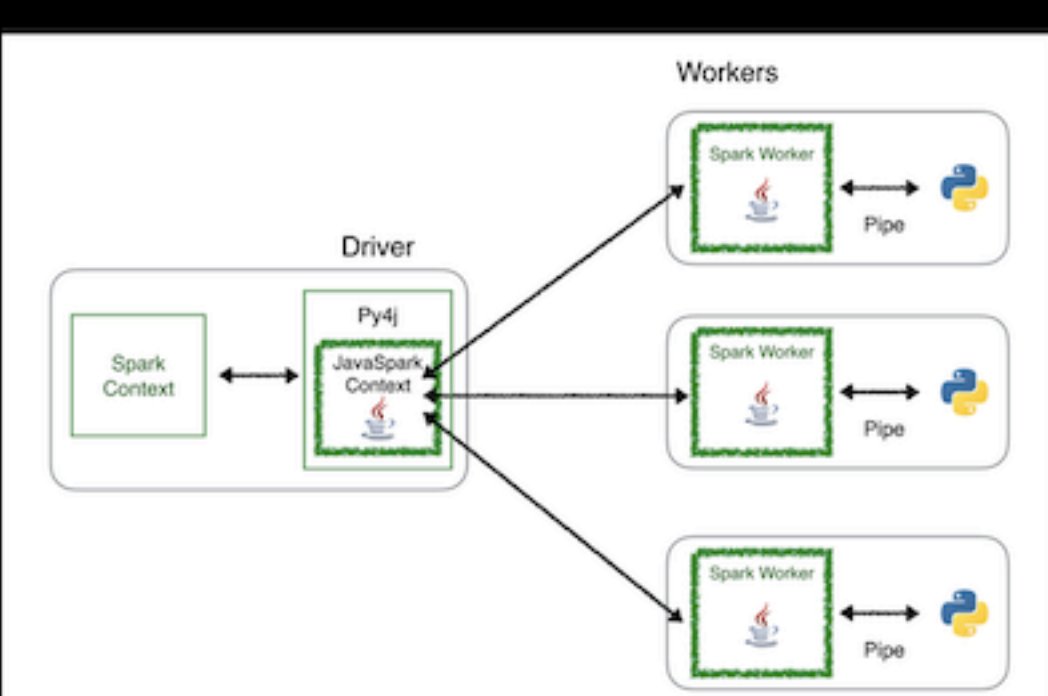 Workers
Spark Worker
Pipe
Driver
Py4j
JavaSpark
Context
Spark
Context
Spark Worker
Pipe
Spark Worker
Pipe